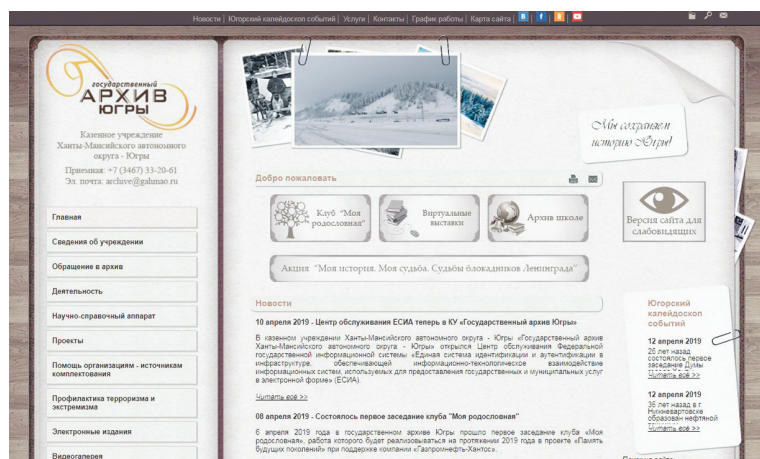 Новости | Югорский калейдоскоп событий | Услуги | Контакты | График работы | Карта сайта |
государственный
АРХИВ
ЮГРЫ
Казенное учреждение
Ханты-Мансийского автономного
округа - Югры
Приемная: +7 (3467) 33-20-61
Эл. почта: archive@gahmao.ru
Главная
Сведения об учреждении
Обращение в архив
Деятельность
Научно-справочный аппарат
Проекты
Помощь организациям - источникам
комплектования
Профилактика терроризма и
экстремизма
Электронные издания
Видеогалерея
Мы сохраняем
историю Югры!
Добро пожаловать
Клуб "Моя
родословная"
Виртуальные
выставки
Архив школе
Акция "Моя история. Моя судьба. Судьбы блокадников Ленинграда"
Версия сайта для
слабовидящих
Новости
10 апреля 2019 - Центр обслуживания ЕСИА теперь в КУ «Государственный архив Югры»
В казенном учреждении Ханты-Мансийского автономного округа - Югры «Государственный архив
Ханты-Мансийского автономного округа - Югры» открылся Центр обслуживания Федеральной
государственной информационной системы «Единая система идентификации и аутентификации в
инфраструктуре, обеспечивающей информационно-технологическое взаимодействие
информационных систем, используемых для предоставления государственных и муниципальных услуг
в электронной форме» (ЕСИА).
Читать всё >>
08 апреля 2019 - Состоялось первое заседание клуба "Моя родословная"
6 апреля 2019 года в государственном архиве Югры прошло первое заседание клуба «Моя
родословная», работа которого будет реализовываться на протяжении 2019 года в проекте «Память
будущих поколений» при поддержке компании «Газпромнефть-Хантос».
Югорский
калейдоскоп
событий
12 апреля 2019
26 лет назад
состоялось первое
заседание Думы
Читать всё >>
12 апреля 2019
36 лет назад в г.
Нижневартовске
образован нефтяной
Читать всё >>